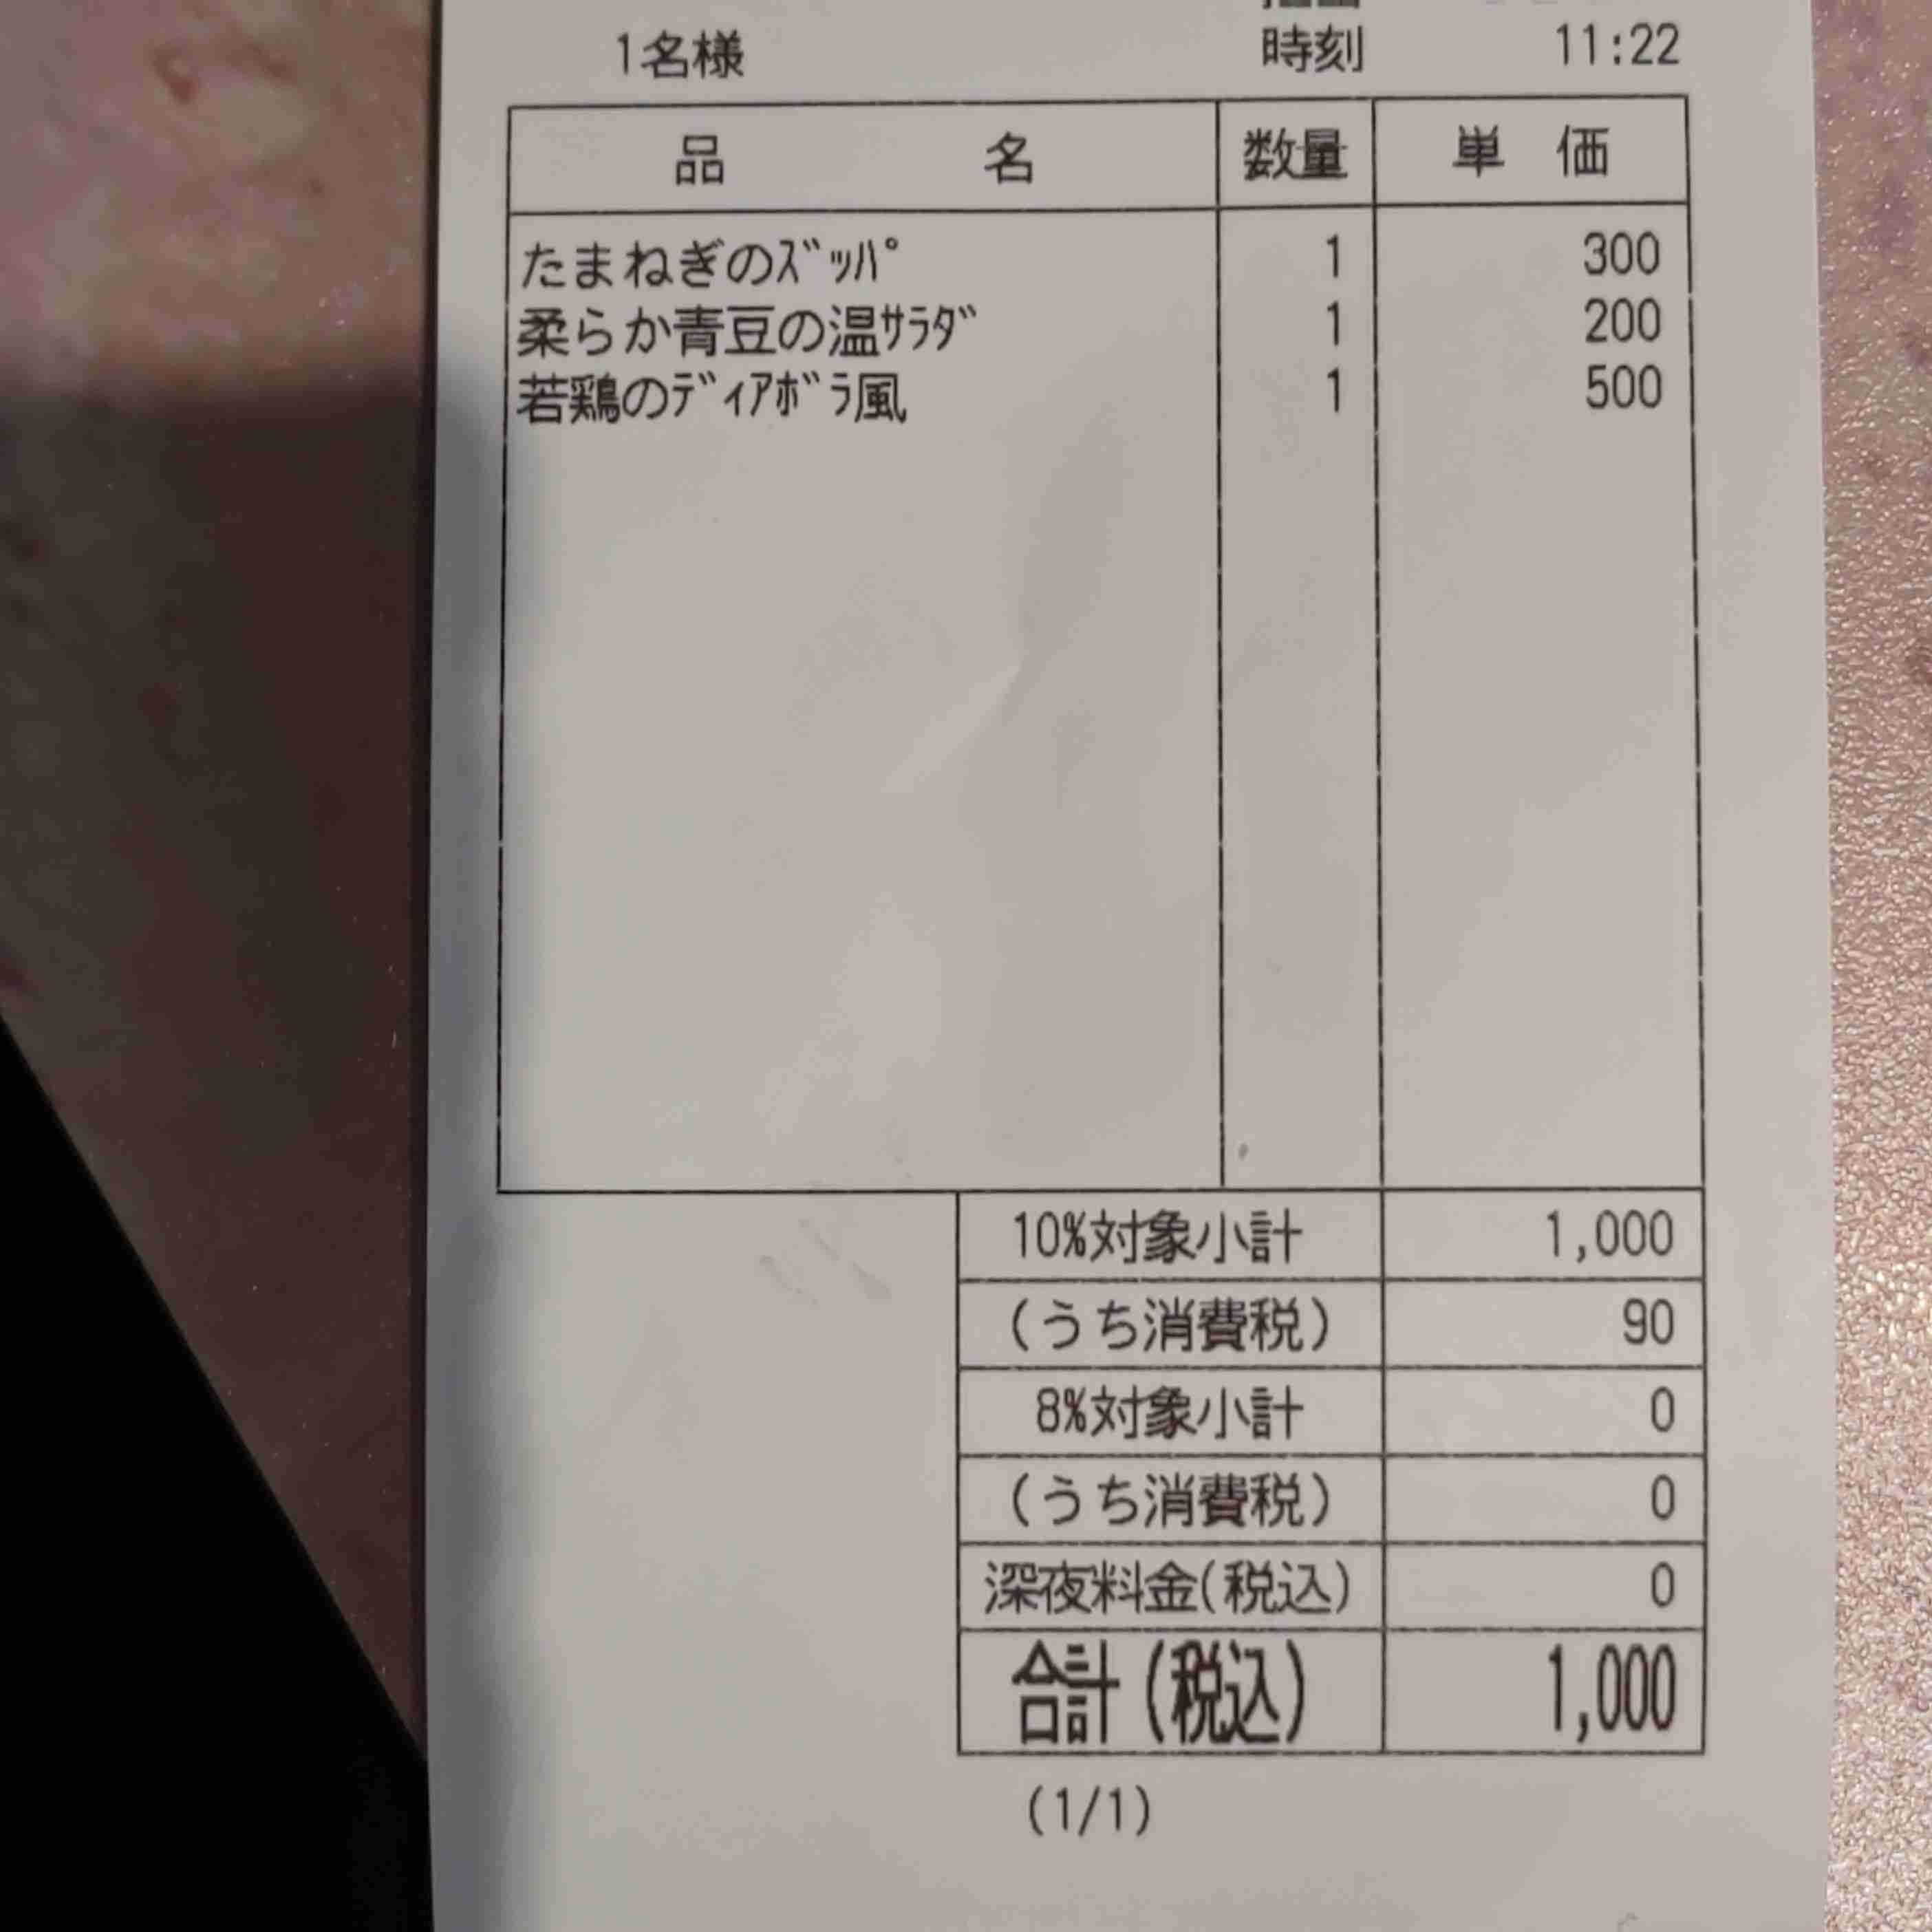 1名様 時刻 11:22
品名 数量 単価
たまねぎのｽﾞｯﾊﾟ 1 300
柔らか青豆の温ｻﾗﾀﾞ 1 200
若鶏のﾃﾞｨｱﾎﾞﾗ風 1 500
10%対象小計 1,000
(うち消費税) 90
8%対象小計 0
(うち消費税) 0
深夜料金(税込) 0
合計(税込) 1,000
(1/1)